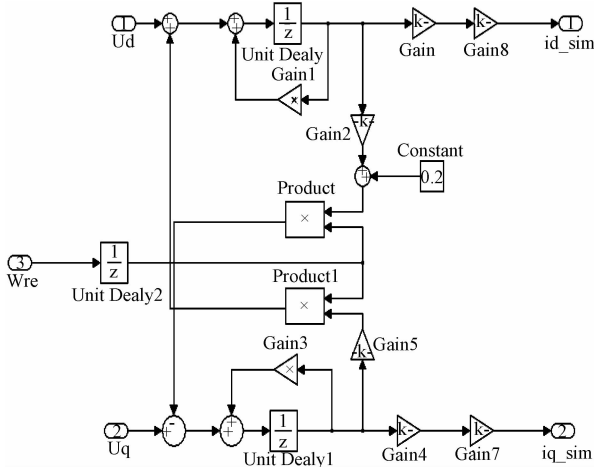 1
Ud
+
+
+
+
1
z
Unit Dealy
Gain1
×
k-
Gain
k-
Gain8
1
id_sim
-k-
Gain2
+
+
Constant
0.2
Product
×
3
Wre
1
z
Unit Dealy2
Product1
×
Gain3
×
-k-
Gain5
2
Uq
-
+
+
+
1
z
Unit Dealy1
k-
Gain4
k-
Gain7
2
iq_sim